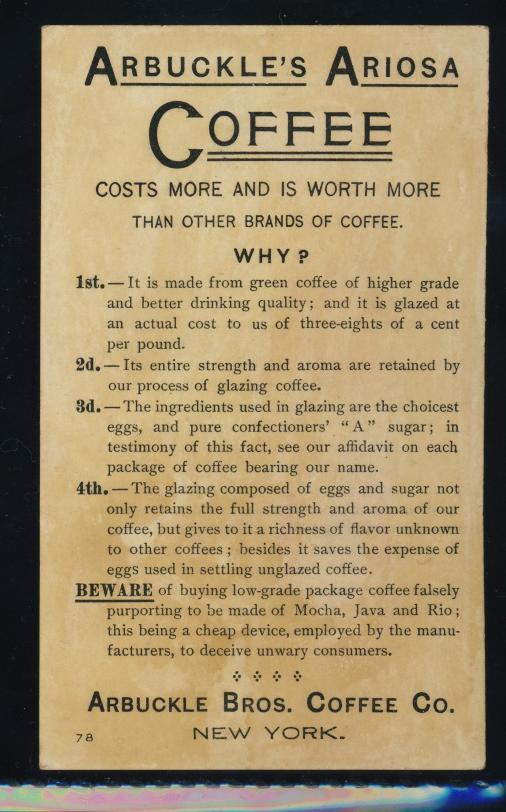 ARBUCKLE'S ARIOSA
COFFEE
COSTS MORE AND IS WORTH MORE
THAN OTHER BRANDS OF COFFEE.
WHY?
1st.—It is made from green coffee of higher grade
and better drinking quality; and it is glazed at
an actual cost to us of three-eights of a cent
per pound.
2d.—Its entire strength and aroma are retained by
our process of glazing coffee.
3d.—The ingredients used in glazing are the choicest
eggs, and pure confectioners' "A" sugar; in
testimony of this fact, see our affidavit on each
package of coffee bearing our name.
4th.—The glazing composed of eggs and sugar not
only retains the full strength and aroma of our
coffee, but gives to it a richness of flavor unknown
to other coffees; besides it saves the expense of
eggs used in settling unglazed coffee.
BEWARE of buying low-grade package coffee falsely
purporting to be made of Mocha, Java and Rio;
this being a cheap device, employed by the manu-
facturers, to deceive unwary consumers.
ARBUCKLE BROS. COFFEE CO.
78 NEW YORK.